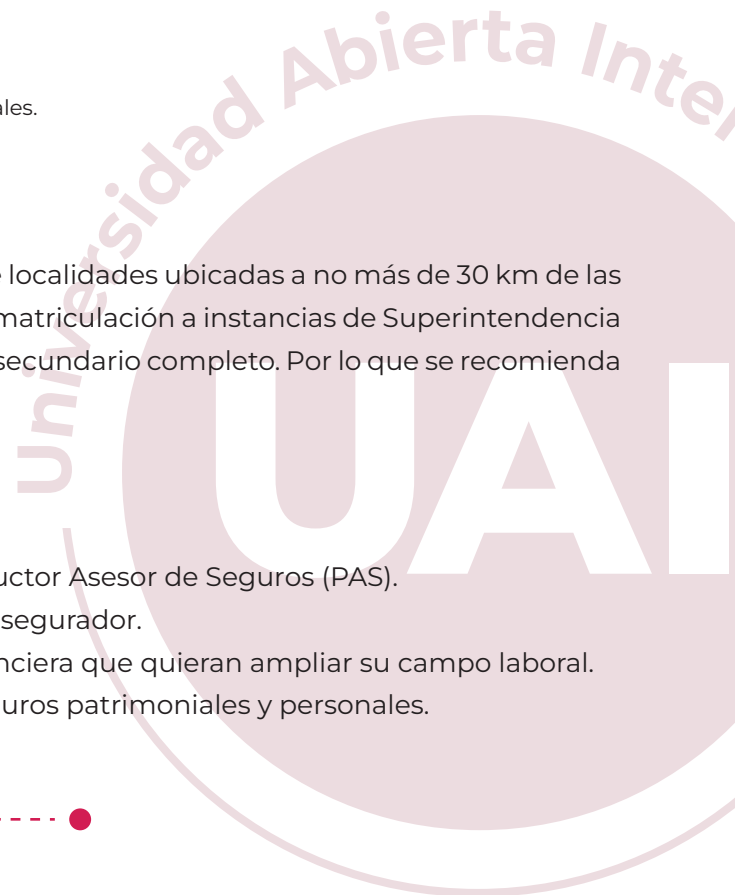 Universidad Abierta Inter
ales.
localidades ubicadas a no más de 30 km de las
matriculación a instancias de Superintendencia
secundario completo. Por lo que se recomienda
UAI
uctor Asesor de Seguros (PAS).
segurador.
nciera que quieran ampliar su campo laboral.
uros patrimoniales y personales.